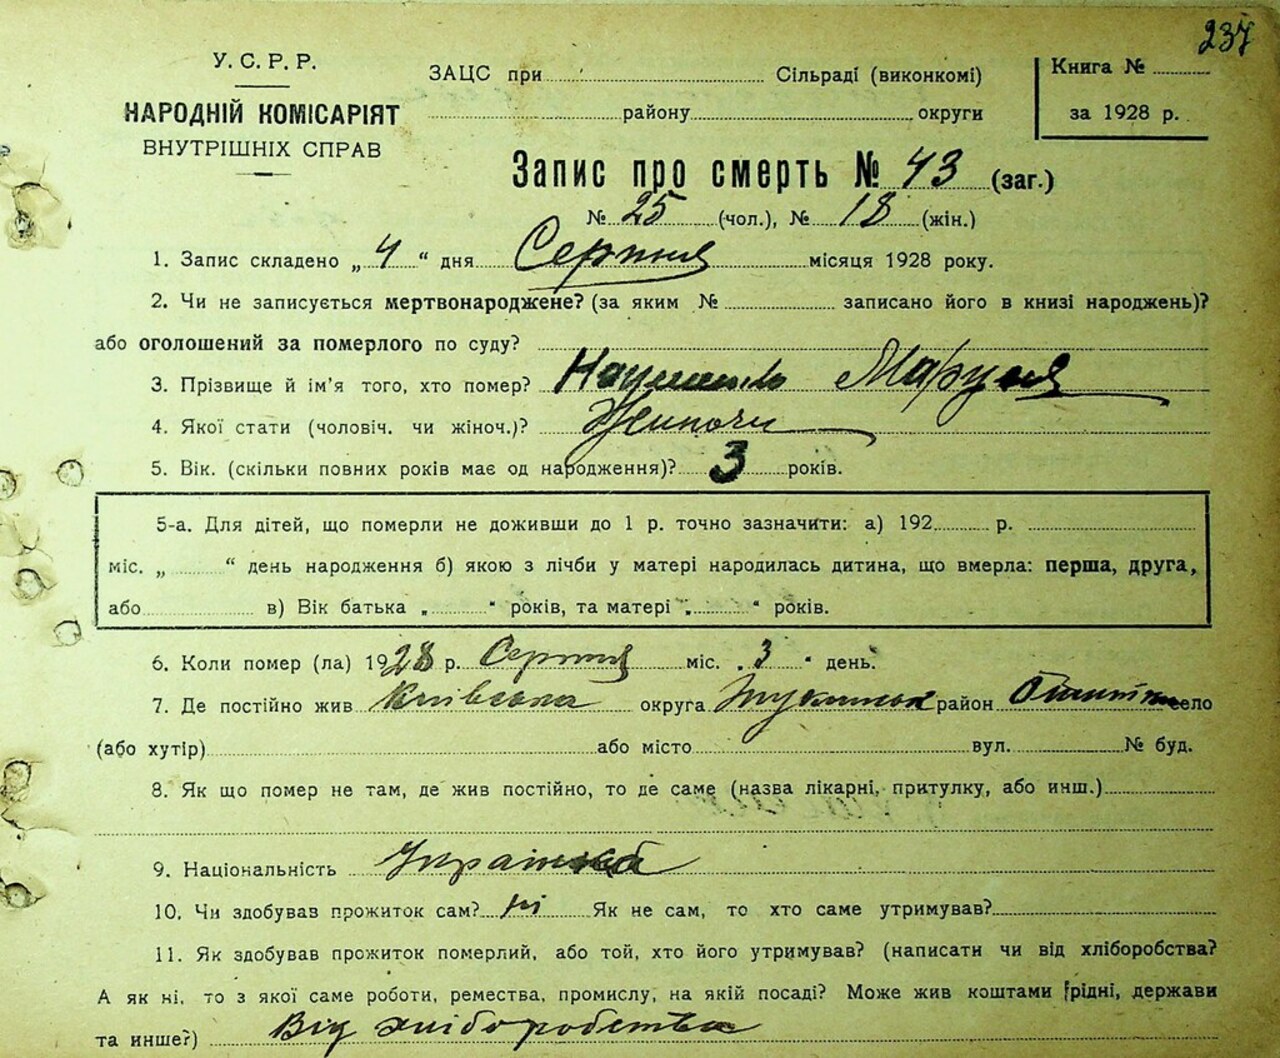 237
У. С. Р. Р.
НАРОДНІЙ КОМІСАРІЯТ
ВНУТРІШНІХ СПРАВ
ЗАЦС при Сільраді (виконкомі)
району округи
Книга №
за 1928 р.
Запис про смерть № 43 (заг.)
№ 25 (чол.), № 18 (жін.)
1. Запис складено „4“ дня Серпня місяця 1928 року.
2. Чи не записується мертвонароджене? (за яким № записано його в книзі народжень)?
або оголошений за померлого по суду?
3. Прізвище й ім'я того, хто помер? Науменко Маруся
4. Якої стати (чоловіч. чи жіноч.)? Жиночи
5. Вік. (скільки повних років має од народження)? 3 років.
5-а. Для дітей, що померли не доживши до 1 р. точно зазначити: а) 192 р.
міс. „ “ день народження б) якою з лічби у матері народилась дитина, що вмерла: перша, друга,
або в) Вік батька „ “ років, та матері „ “ років.
6. Коли помер (ла) 1928 р. Серпня міс. „3“ день.
7. Де постійно жив Київська округа район село
(або хутір) або місто вул. № буд.
8. Як що помер не там, де жив постійно, то де саме (назва лікарні, притулку, або инш.)
9. Національність Українка
10. Чи здобував прожиток сам? ні Як не сам, то хто саме утримував?
11. Як здобував прожиток померлий, або той, хто його утримував? (написати чи від хліборобства?
А як ні, то з якої саме роботи, ремества, промислу, на якій посаді? Може жив коштами рідні, держави
та инше?) Від хліборобства